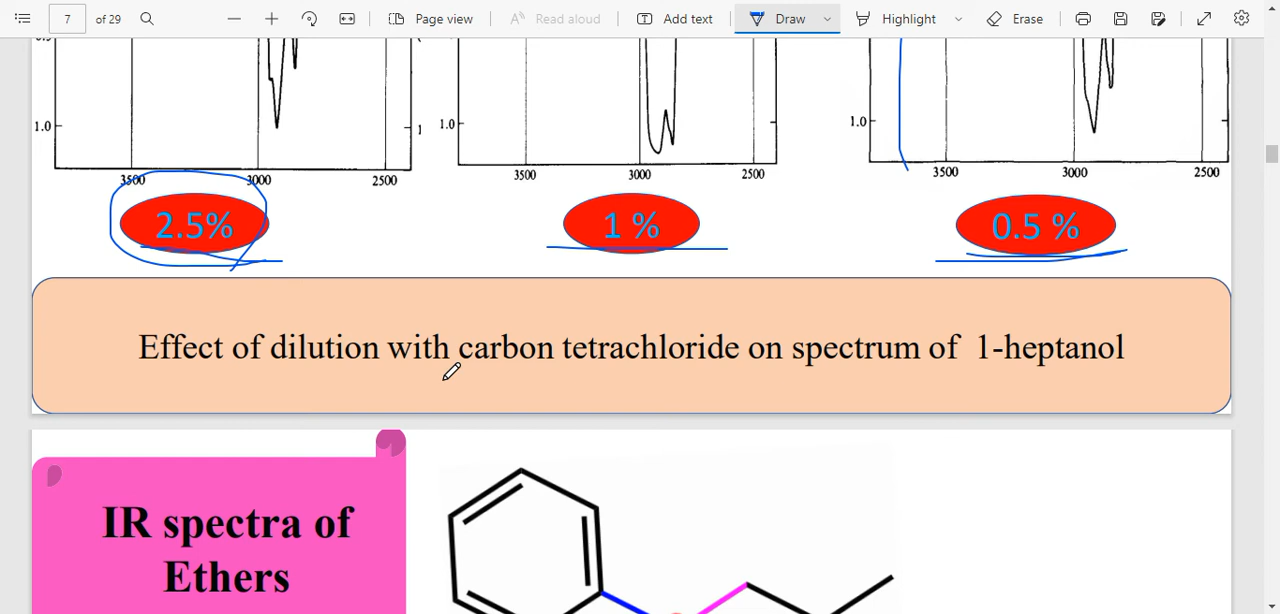 7 of 29 Page view Read aloud Add text Draw Highlight Erase
1.0 1.0 1.0
3500 3000 2500 3500 3000 2500 3500 3000 2500
2.5% 1 % 0.5 %
Effect of dilution with carbon tetrachloride on spectrum of 1-heptanol
IR spectra of
Ethers